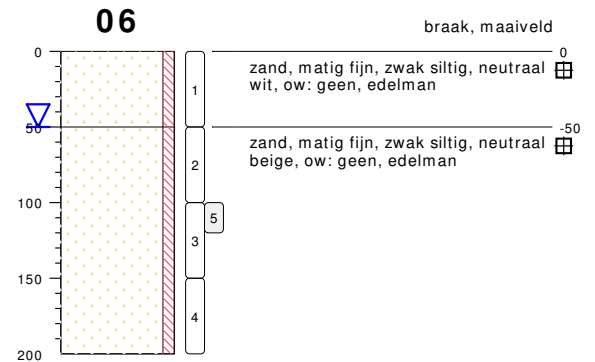 06
braak, maaiveld
0
0
zand, matig fijn, zwak siltig, neutraal
wit, ow: geen, edelman
1
50
-50
zand, matig fijn, zwak siltig, neutraal
beige, ow: geen, edelman
2
100
5
3
150
4
200